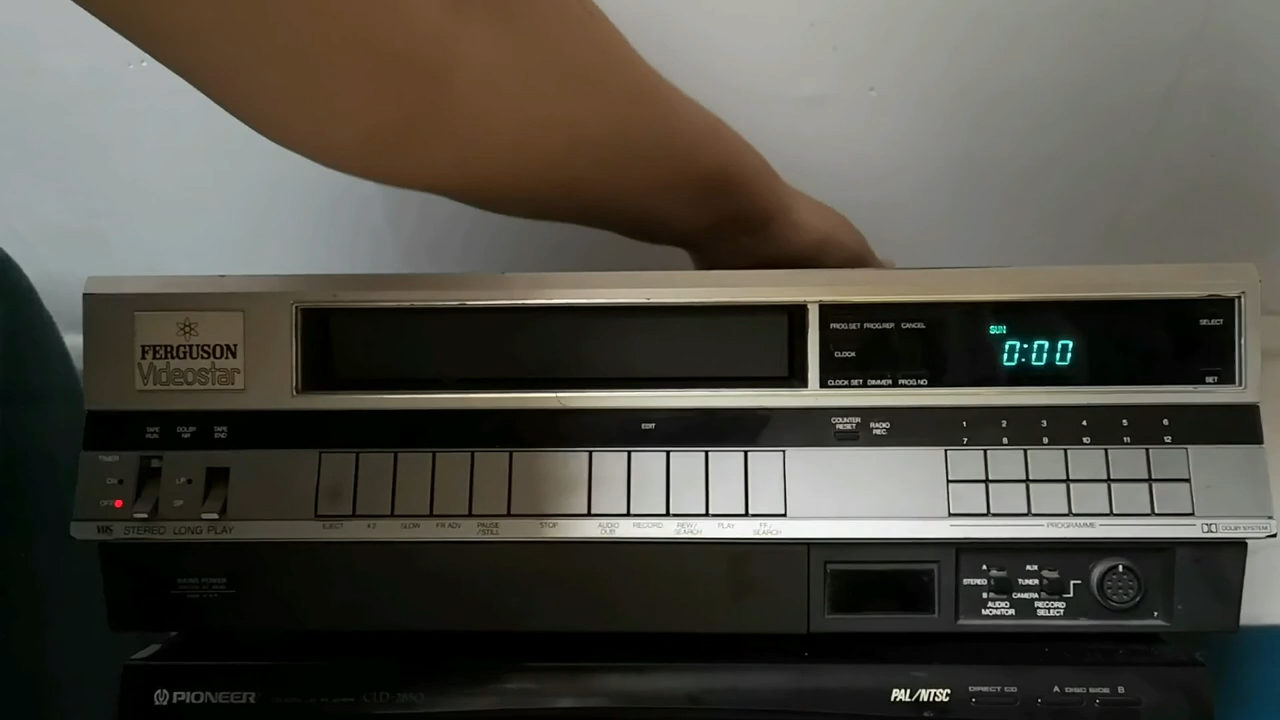 FERGUSON
Videostar
PROG.SET PROG.REP. CANCEL
CLOCK
CLOCK SET DIMMER PROG.NO
SUN
0:00
SELECT
SET
TAPE RUN
DOLBY NR
TAPE END
EDIT
COUNTER RESET
RADIO REC.
1 2 3 4 5 6
7 8 9 10 11 12
TIMER
ON
OFF
LP
SP
VHS STEREO LONG PLAY
EJECT
X2
SLOW
FR ADV
PAUSE /STILL
STOP
AUDIO DUB
RECORD
REW/ SEARCH
PLAY
FF/ SEARCH
PROGRAMME
DOLBY SYSTEM
MAINS POWER
A
STEREO
B
AUDIO MONITOR
AUX
TUNER
CAMERA
RECORD SELECT
PIONEER
PAL/NTSC
DIRECT CD
A DISC SIDE B